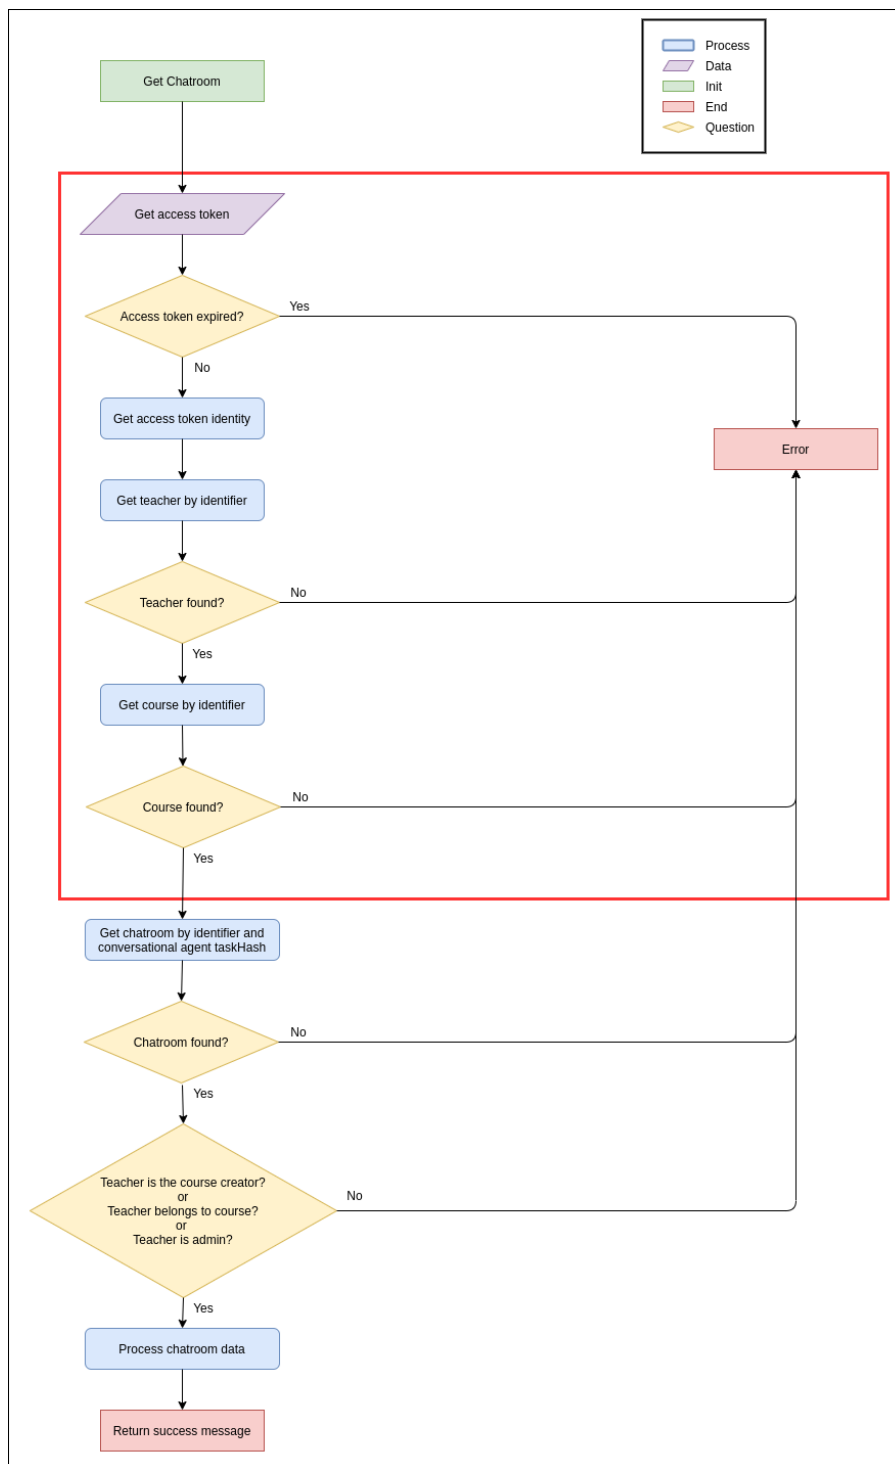 Process
Data
Init
End
Question
Get Chatroom
Get access token
Access token expired?
Yes
No
Get access token identity
Error
Get teacher by identifier
Teacher found?
No
Yes
Get course by identifier
Course found?
No
Yes
Get chatroom by identifier and
conversational agent taskHash
Chatroom found?
No
Yes
Teacher is the course creator?
or
Teacher belongs to course?
or
Teacher is admin?
No
Yes
Process chatroom data
Return success message